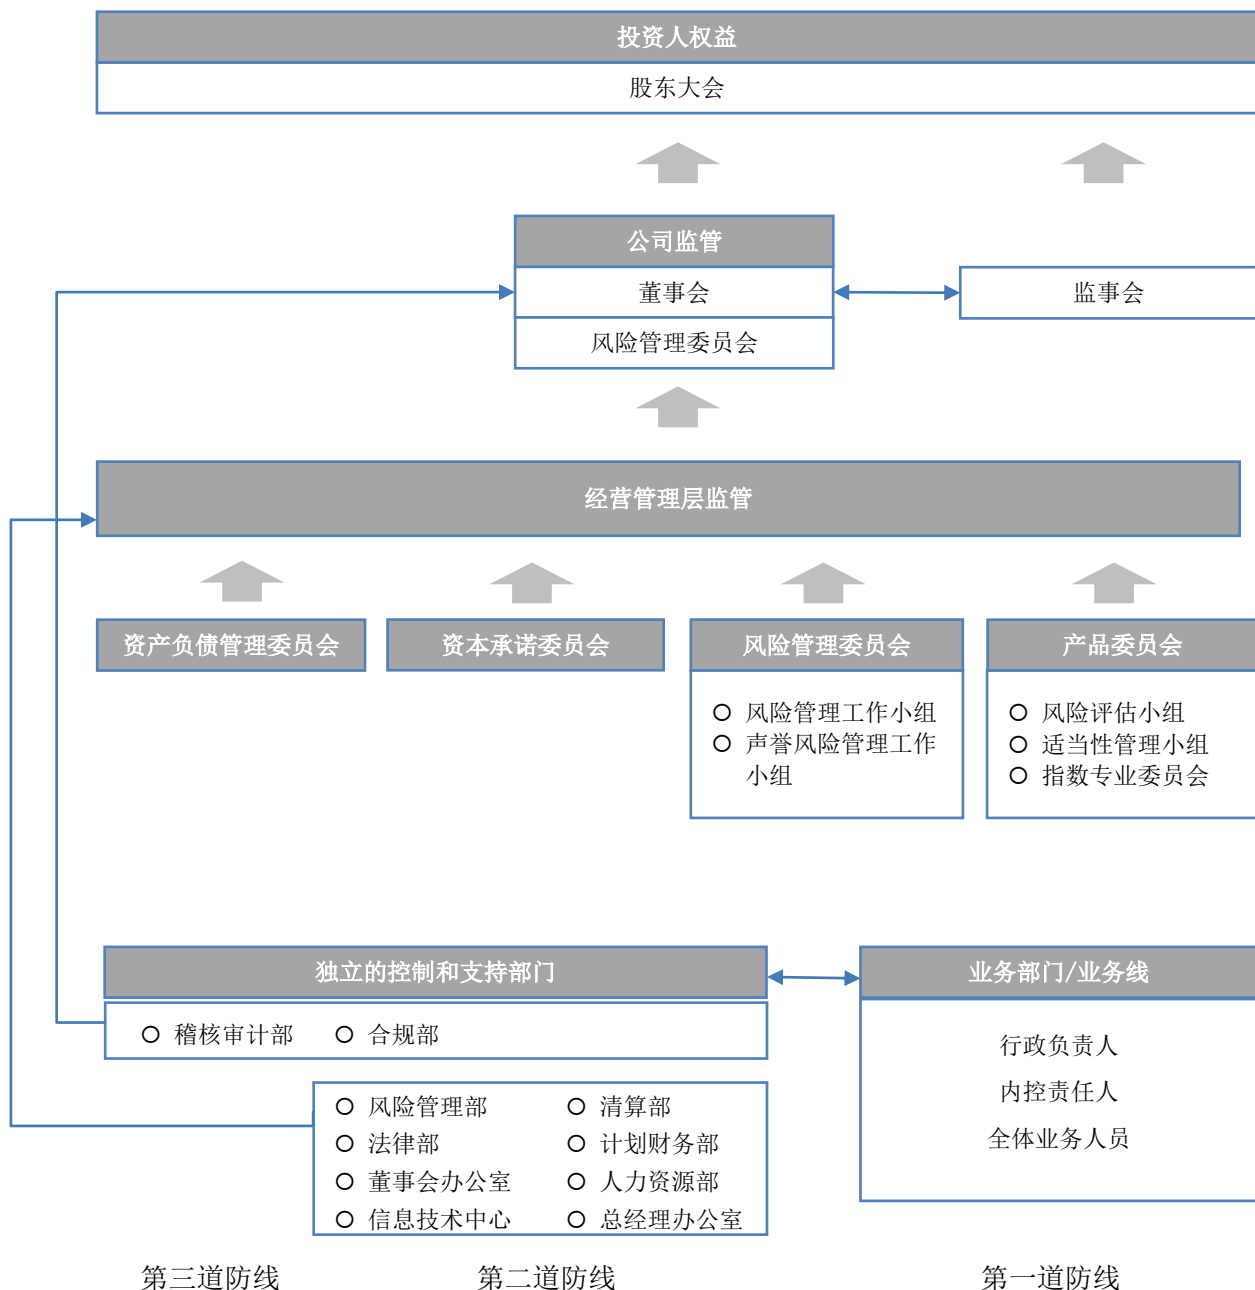 投资人权益
股东大会
公司监管
董事会
监事会
风险管理委员会
经营管理层监管
资产负债管理委员会
资本承诺委员会
风险管理委员会
风险管理工作小组
声誉风险管理工作
小组
产品委员会
风险评估小组
适当性管理小组
指数专业委员会
独立的控制和支持部门
稽核审计部
合规部
风险管理部
清算部
法律部
计划财务部
董事会办公室
人力资源部
信息技术中心
总经理办公室
业务部门/业务线
行政负责人
内控责任人
全体业务人员
第三道防线
第二道防线
第一道防线